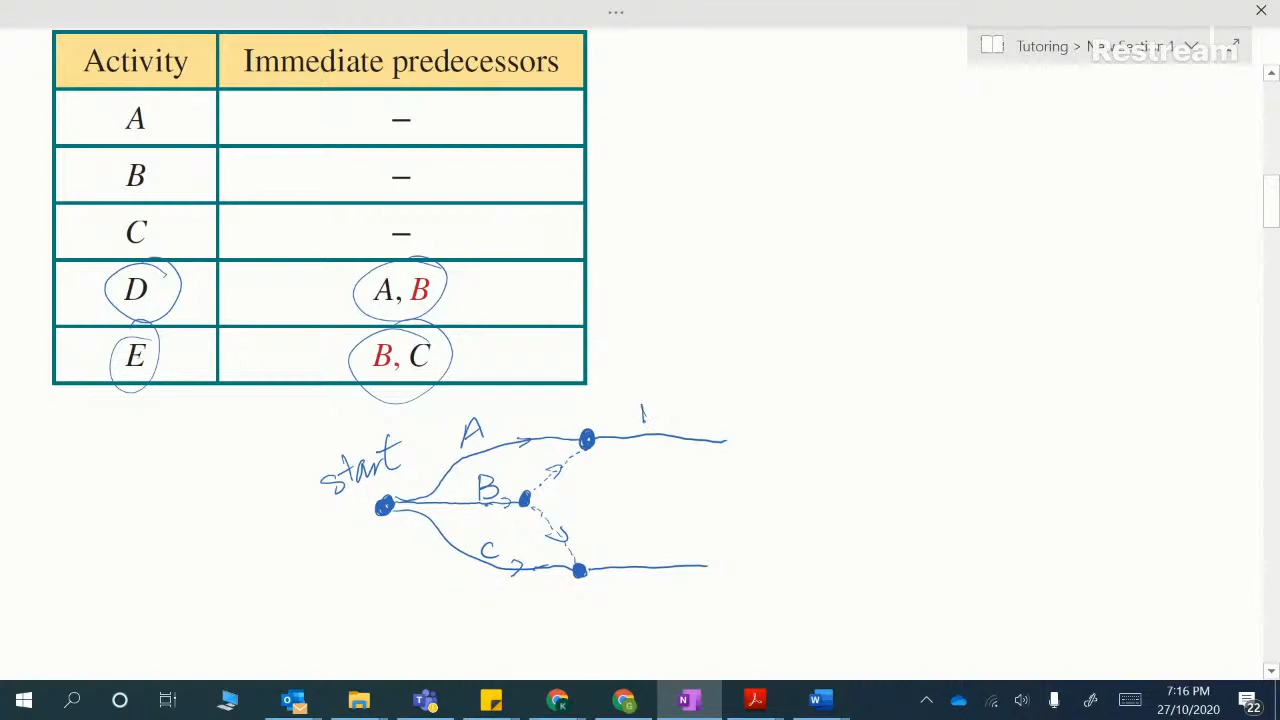 ...
Tutoring > New Section 1
Restream
Activity Immediate predecessors
A –
B –
C –
D A, B
E B, C
start
A
B
C
7:16 PM
27/10/2020
22